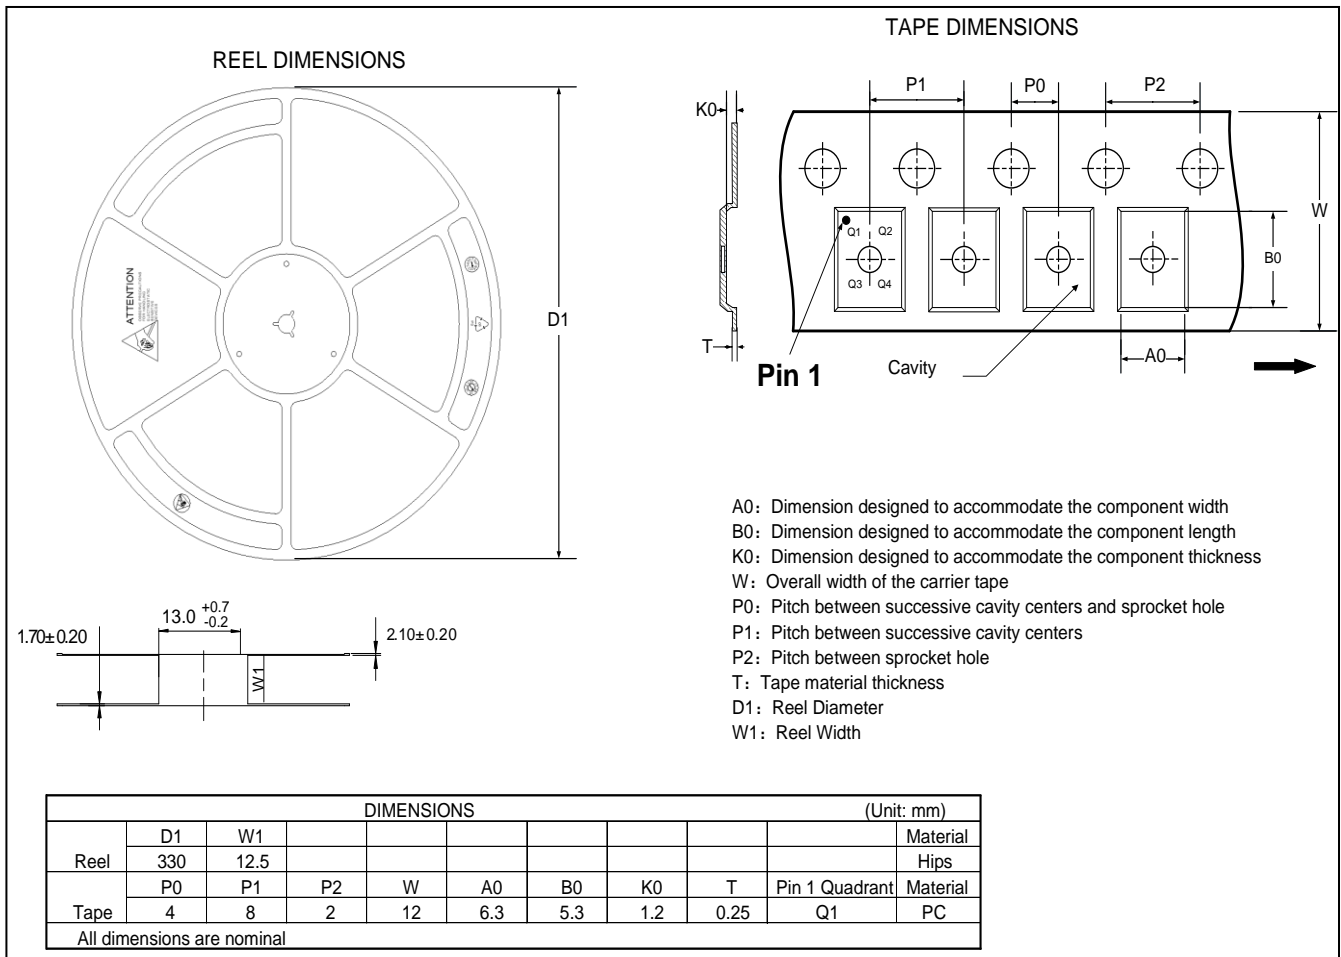 REEL DIMENSIONS
TAPE DIMENSIONS
D1
ATTENTION
P1
P0
P2
K0
W
Q1 Q2
Q3 Q4
B0
T
A0
Pin 1
Cavity
A0：Dimension designed to accommodate the component width
B0：Dimension designed to accommodate the component length
K0：Dimension designed to accommodate the component thickness
W：Overall width of the carrier tape
P0：Pitch between successive cavity centers and sprocket hole
P1：Pitch between successive cavity centers
P2：Pitch between sprocket hole
T：Tape material thickness
D1：Reel Diameter
W1：Reel Width
13.0 +0.7 -0.2
1.70±0.20
2.10±0.20
W1
DIMENSIONS (Unit: mm)
D1 W1 Material
Reel 330 12.5 Hips
P0 P1 P2 W A0 B0 K0 T Pin 1 Quadrant Material
Tape 4 8 2 12 6.3 5.3 1.2 0.25 Q1 PC
All dimensions are nominal